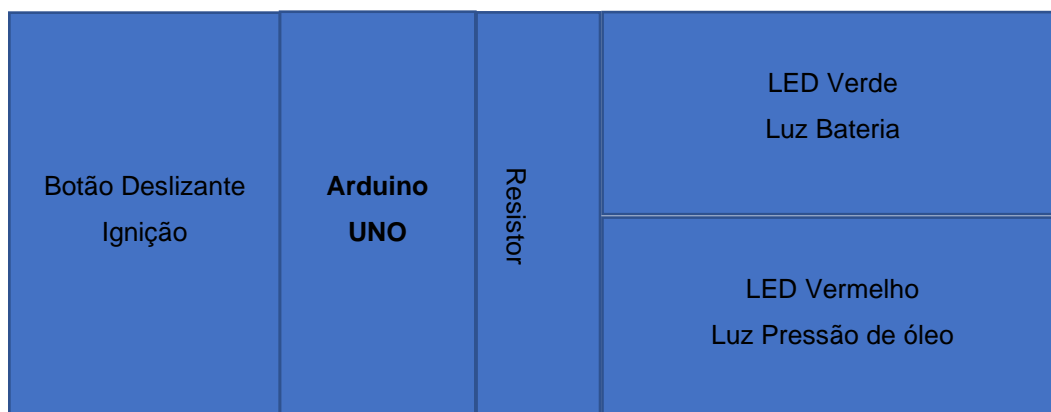 Botão Deslizante
Ignição
Arduino
UNO
Resistor
LED Verde
Luz Bateria
LED Vermelho
Luz Pressão de óleo